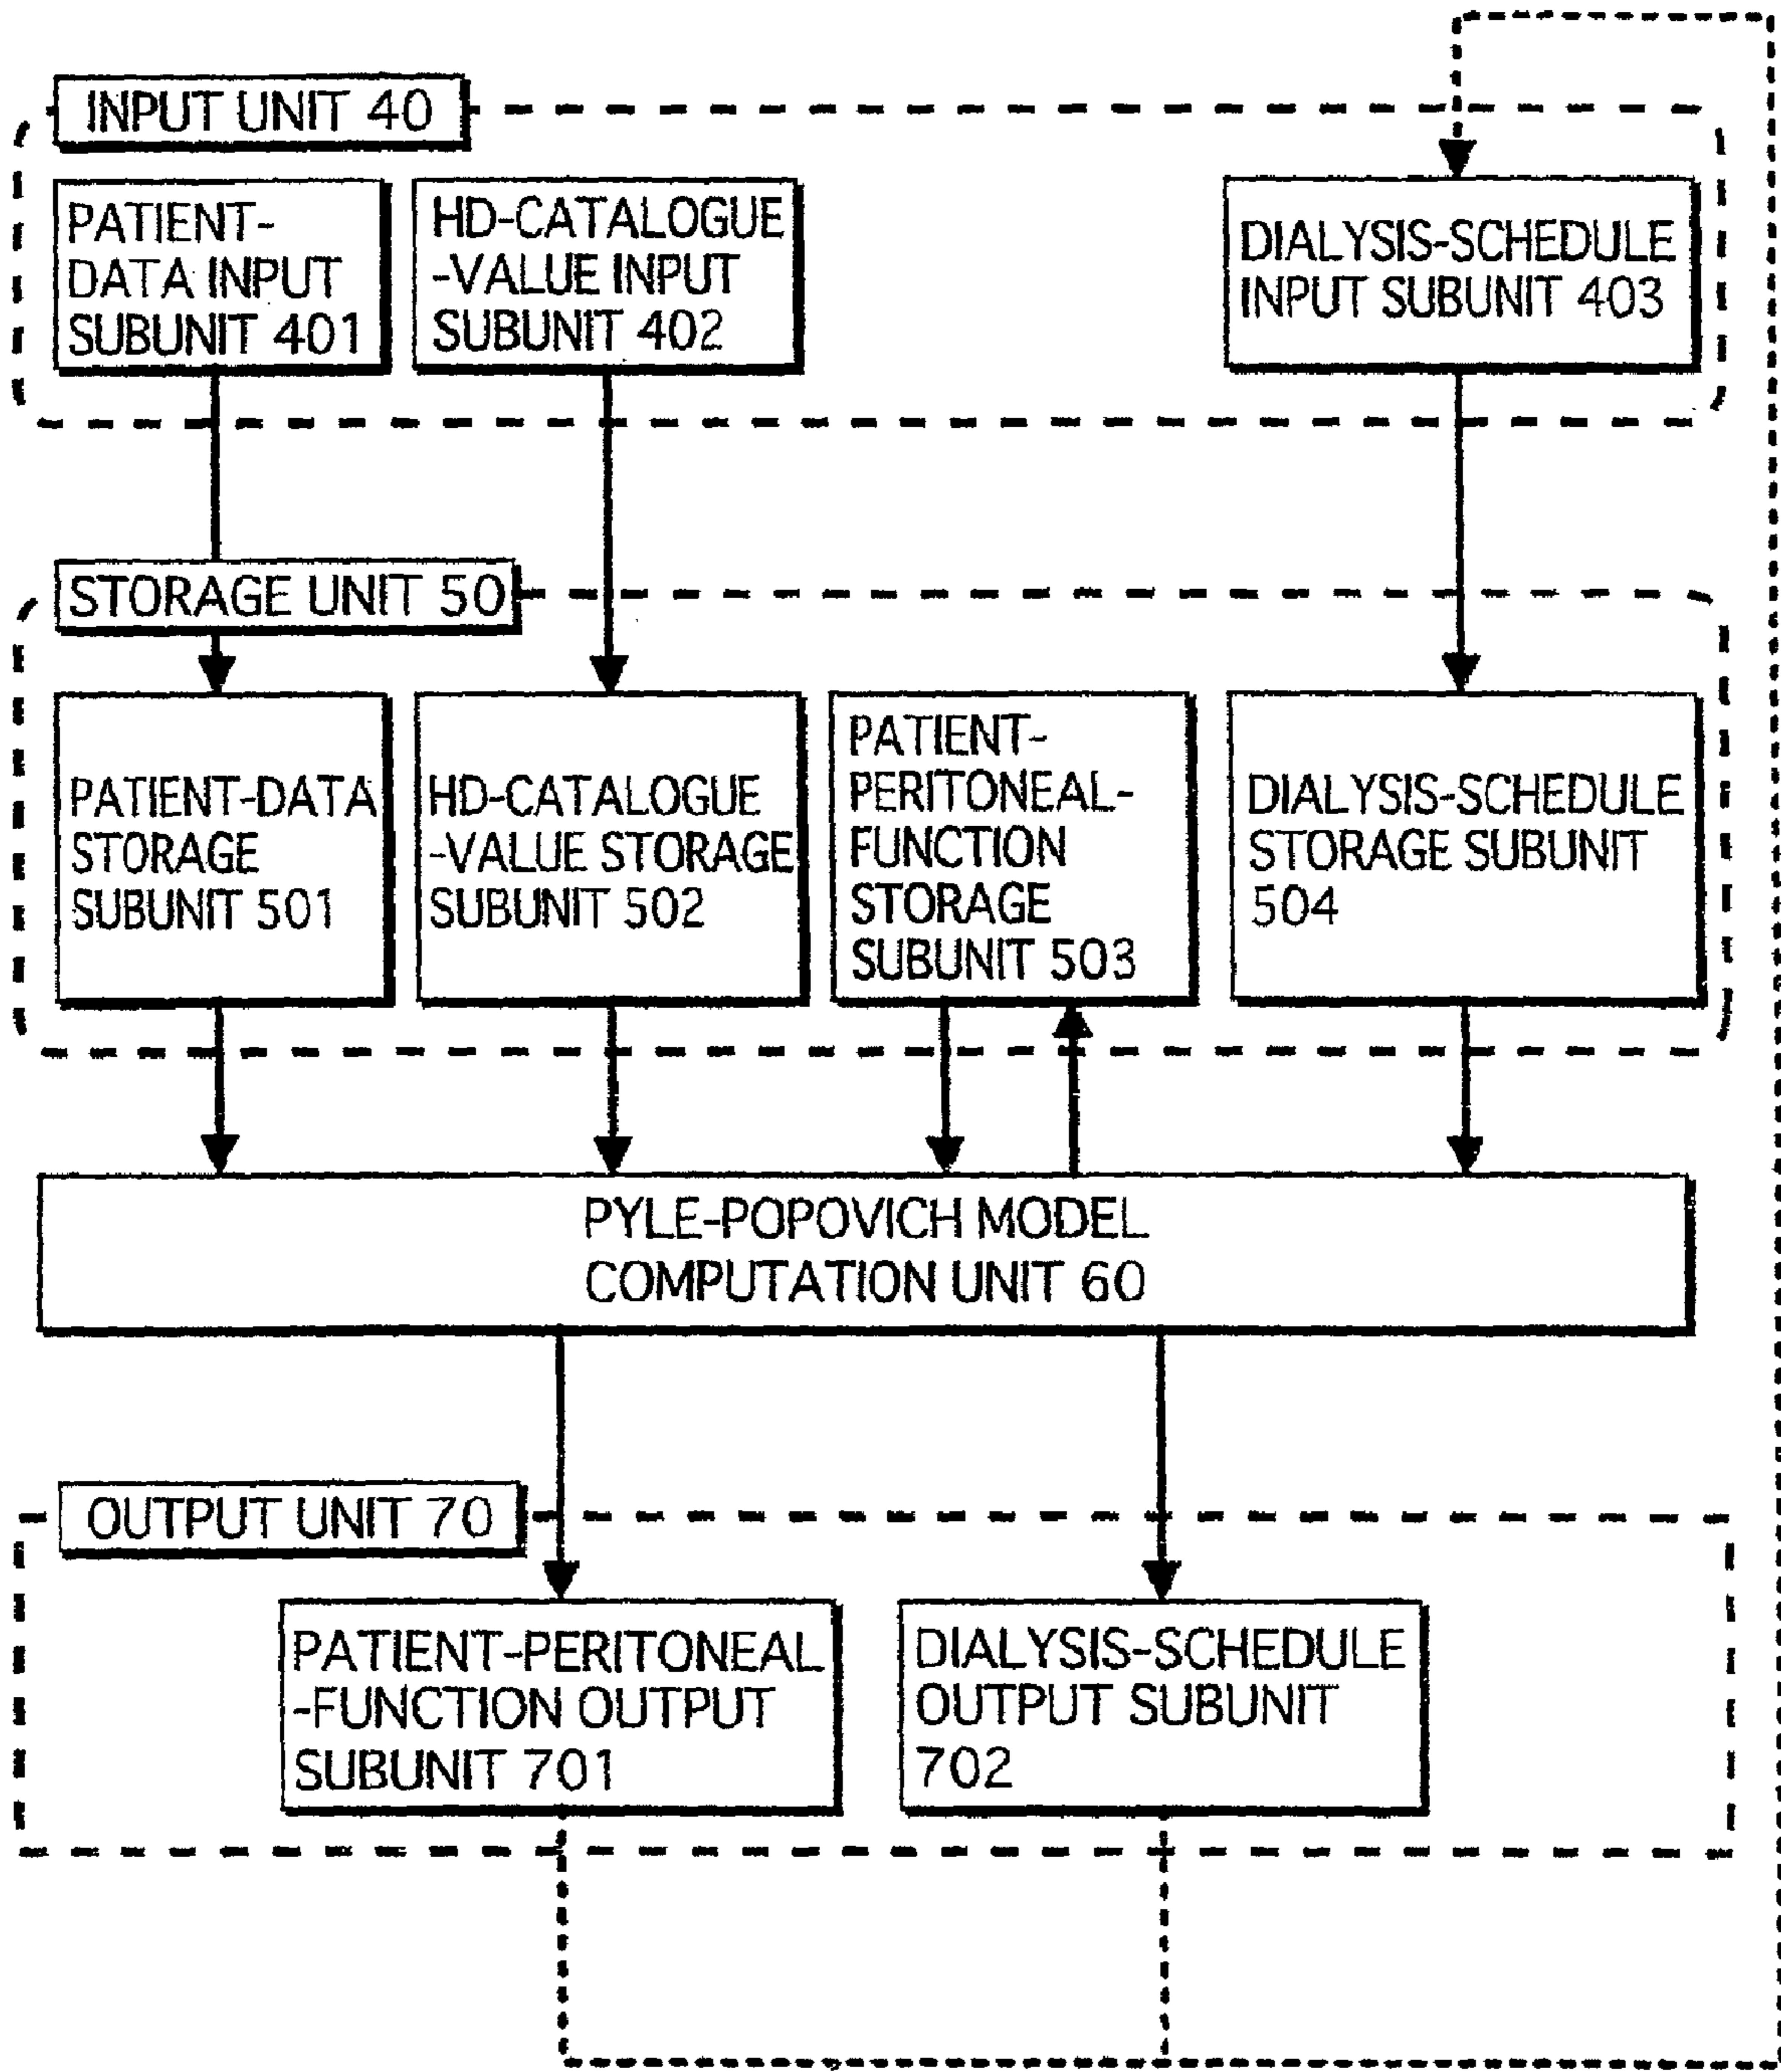 INPUT UNIT 40
PATIENT-
DATA INPUT
SUBUNIT 401
HD-CATALOGUE
-VALUE INPUT
SUBUNIT 402
DIALYSIS-SCHEDULE
INPUT SUBUNIT 403
STORAGE UNIT 50
PATIENT-DATA
STORAGE
SUBUNIT 501
HD-CATALOGUE
-VALUE STORAGE
SUBUNIT 502
PATIENT-
PERITONEAL-
FUNCTION
STORAGE
SUBUNIT 503
DIALYSIS-SCHEDULE
STORAGE SUBUNIT
504
PYLE-POPOVICH MODEL
COMPUTATION UNIT 60
OUTPUT UNIT 70
PATIENT-PERITONEAL
-FUNCTION OUTPUT
SUBUNIT 701
DIALYSIS-SCHEDULE
OUTPUT SUBUNIT
702